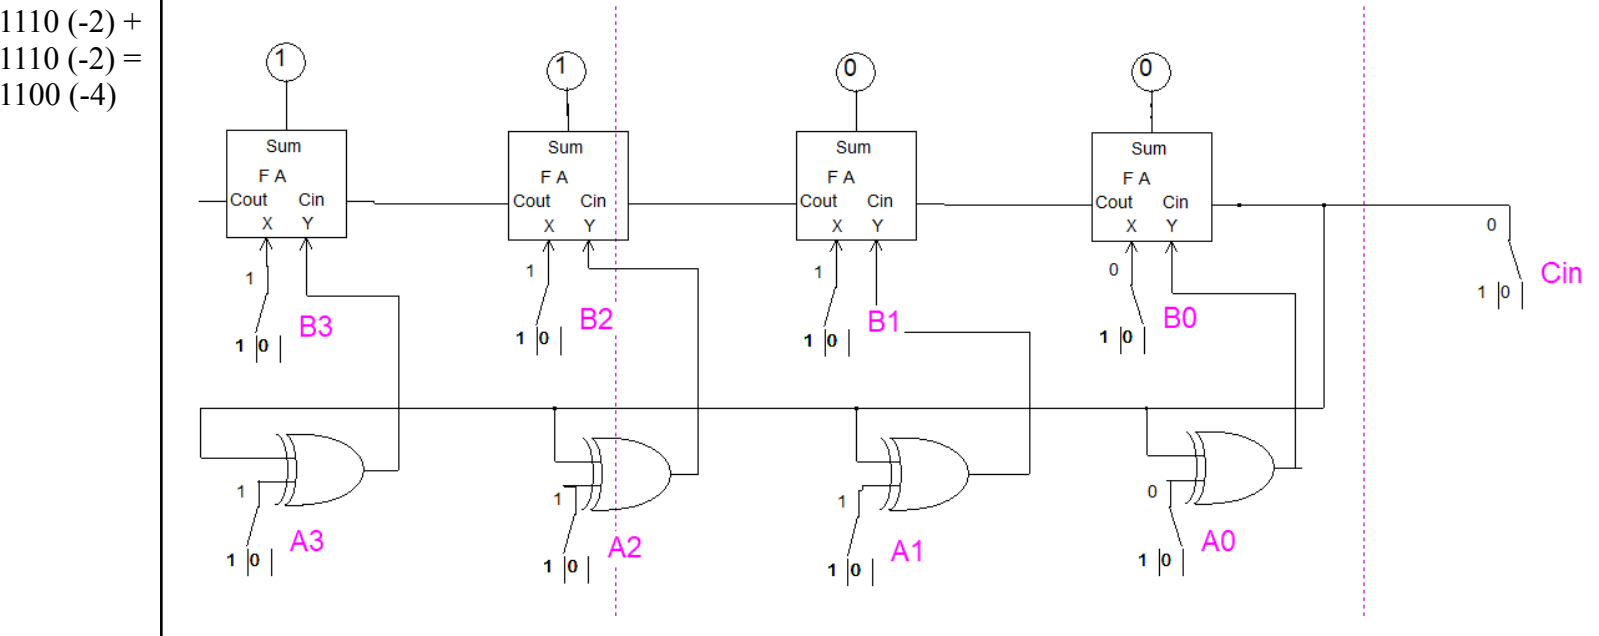 1110 (-2) +
1110 (-2) =
1100 (-4)
1 1 0 0
Sum Sum Sum Sum
F A F A F A F A
Cout Cin Cout Cin Cout Cin Cout Cin
X Y X Y X Y X Y
0
1 1 1 0
Cin
1 0
B3 B2 B1 B0
1 0 1 0 1 0 1 0
1 1 1 0
A3 A2 A1 A0
1 0 1 0 1 0 1 0